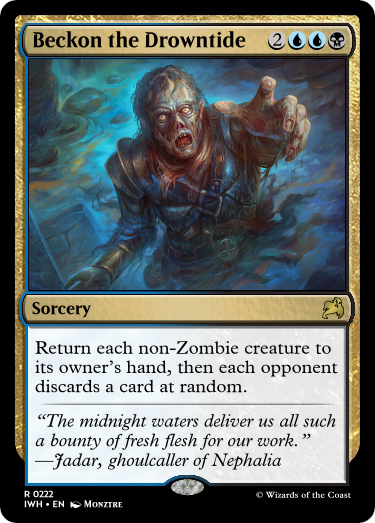 Beckon the Drowntide 2
Sorcery
Return each non-Zombie creature to
its owner's hand, then each opponent
discards a card at random.
“The midnight waters deliver us all such
a bounty of fresh flesh for our work.”
—Jadar, ghoulcaller of Nephalia
R 0222
IWH • EN Monztre
© Wizards of the Coast